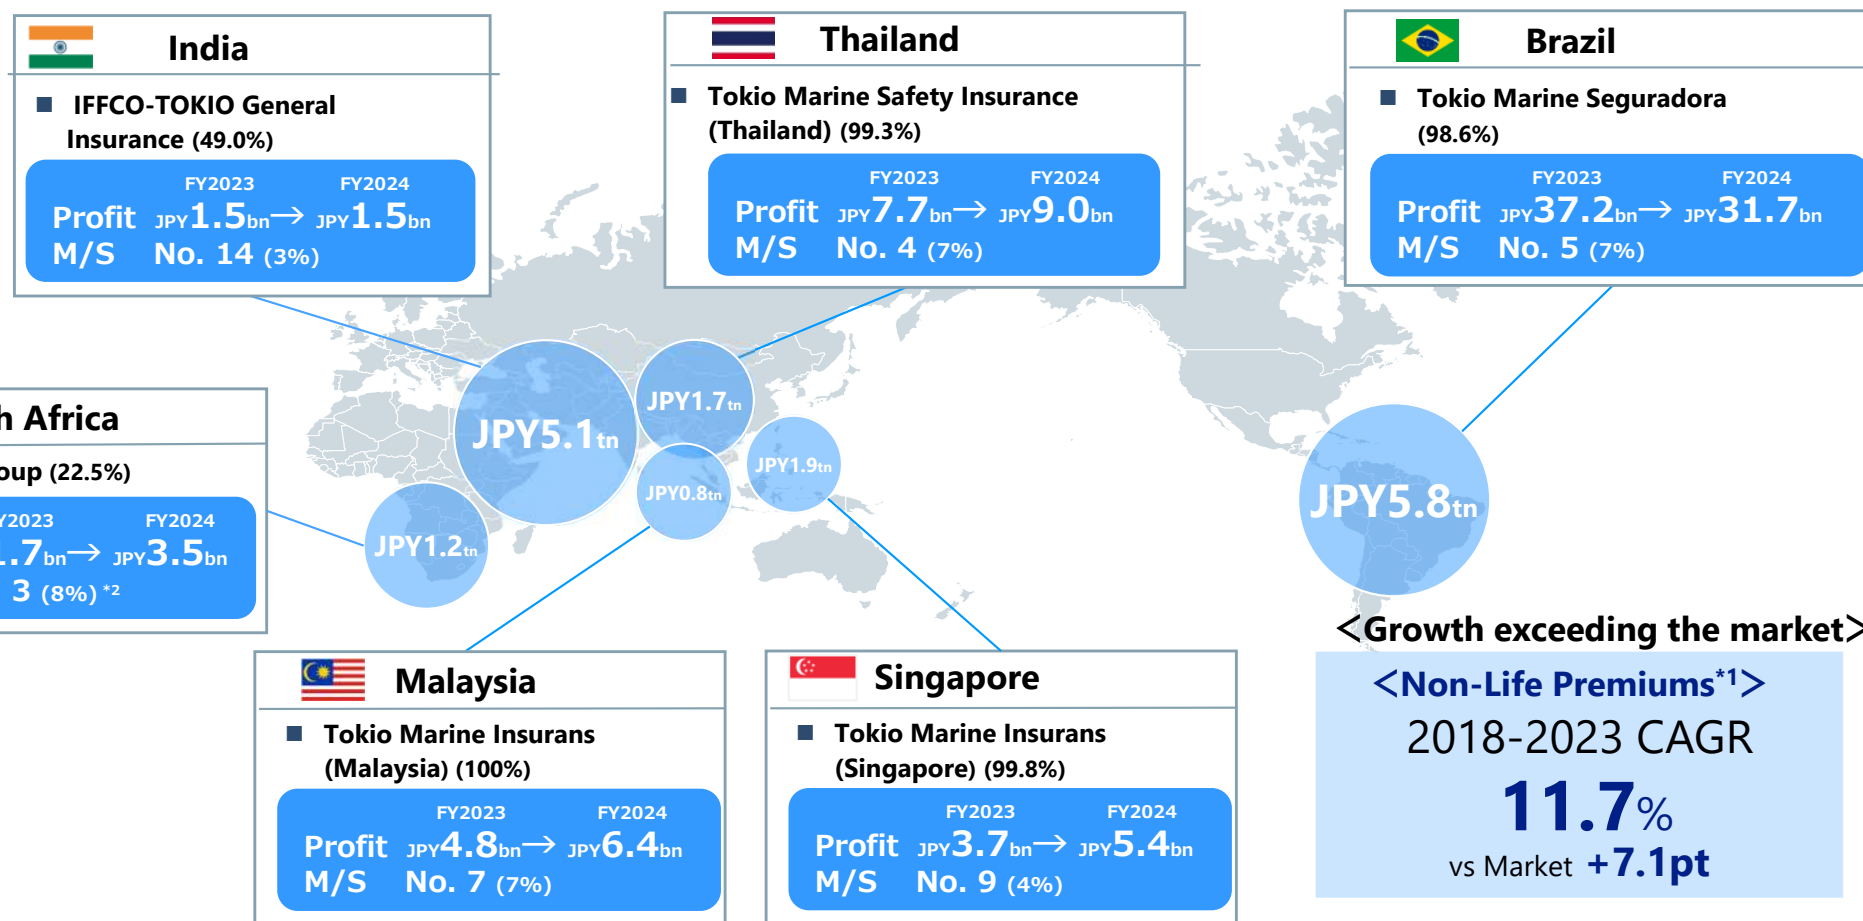 India
■ IFFCO-TOKIO General
Insurance (49.0%)
FY2023 FY2024
Profit JPY1.5bn→ JPY1.5bn
M/S No. 14 (3%)
Thailand
■ Tokio Marine Safety Insurance
(Thailand) (99.3%)
FY2023 FY2024
Profit JPY7.7bn→ JPY9.0bn
M/S No. 4 (7%)
Brazil
■ Tokio Marine Seguradora
(98.6%)
FY2023 FY2024
Profit JPY37.2bn→ JPY31.7bn
M/S No. 5 (7%)
Africa
(22.5%)
FY2024
.7bn→ JPY3.5bn
3 (8%) *2
JPY5.1tn
JPY1.7tn
JPY0.8tn
JPY1.9tn
JPY1.2tn
JPY5.8tn
Malaysia
■ Tokio Marine Insurans
(Malaysia) (100%)
FY2023 FY2024
Profit JPY4.8bn→ JPY6.4bn
M/S No. 7 (7%)
Singapore
■ Tokio Marine Insurans
(Singapore) (99.8%)
FY2023 FY2024
Profit JPY3.7bn→ JPY5.4bn
M/S No. 9 (4%)
<Growth exceeding the market>
<Non-Life Premiums*1>
2018-2023 CAGR
11.7%
vs Market +7.1pt